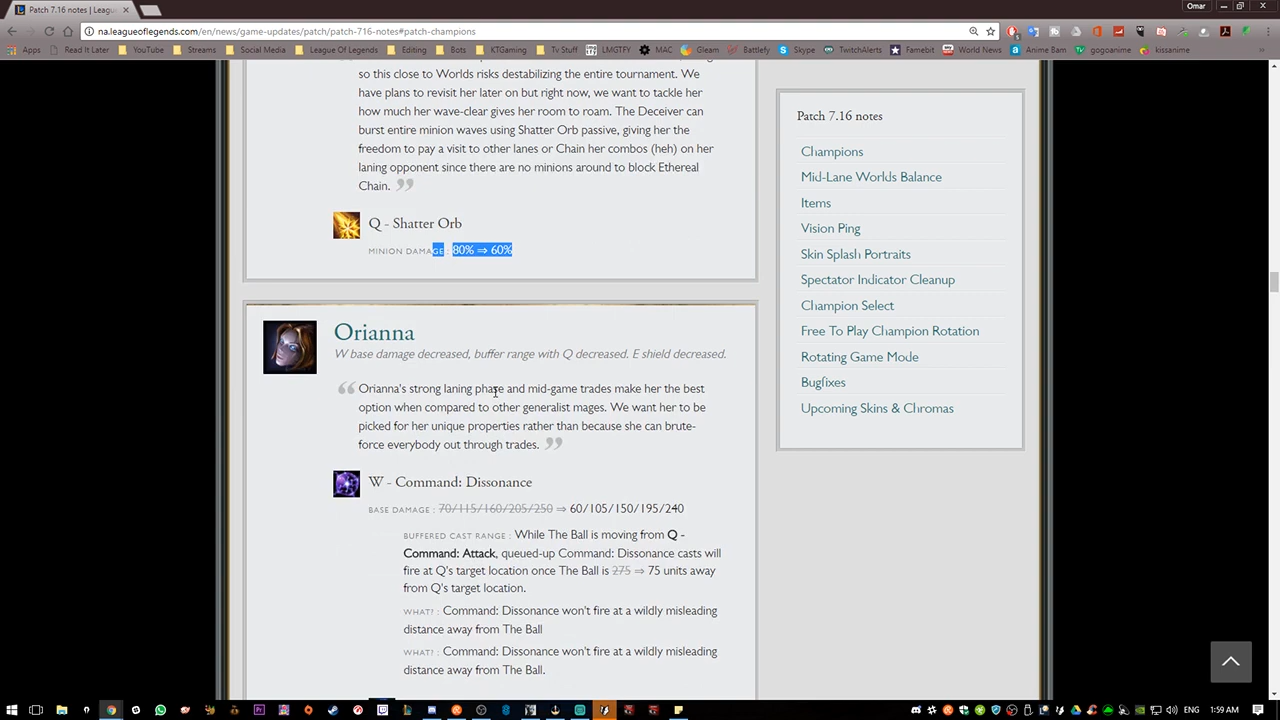 Patch 7.16 notes | Leagu
Omar
na.leagueoflegends.com/en/news/game-updates/patch/patch-716-notes#patch-champions
Apps Read It Later YouTube Streams Social Media League Of Legends Editing Bots KTGaming Tv Stuff LMGTFY MAC Gleam Battlefy Skype TwitchAlerts Famebit World News Anime Bam gogoanime kissanime
so this close to Worlds risks destabilizing the entire tournament. We
have plans to revisit her later on but right now, we want to tackle her
how much her wave-clear gives her room to roam. The Deceiver can
burst entire minion waves using Shatter Orb passive, giving her the
freedom to pay a visit to other lanes or Chain her combos (heh) on her
laning opponent since there are no minions around to block Ethereal
Chain.
Q - Shatter Orb
MINION DAMAGE : 80% ⇒ 60%
Orianna
W base damage decreased, buffer range with Q decreased. E shield decreased.
Orianna's strong laning phase and mid-game trades make her the best
option when compared to other generalist mages. We want her to be
picked for her unique properties rather than because she can brute-
force everybody out through trades.
W - Command: Dissonance
BASE DAMAGE : 70/115/160/205/250 ⇒ 60/105/150/195/240
BUFFERED CAST RANGE : While The Ball is moving from Q -
Command: Attack, queued-up Command: Dissonance casts will
fire at Q's target location once The Ball is 275 ⇒ 75 units away
from Q's target location.
WHAT? : Command: Dissonance won't fire at a wildly misleading
distance away from The Ball
WHAT? : Command: Dissonance won't fire at a wildly misleading
distance away from The Ball.
Patch 7.16 notes
Champions
Mid-Lane Worlds Balance
Items
Vision Ping
Skin Splash Portraits
Spectator Indicator Cleanup
Champion Select
Free To Play Champion Rotation
Rotating Game Mode
Bugfixes
Upcoming Skins & Chromas
ENG 1:59 AM